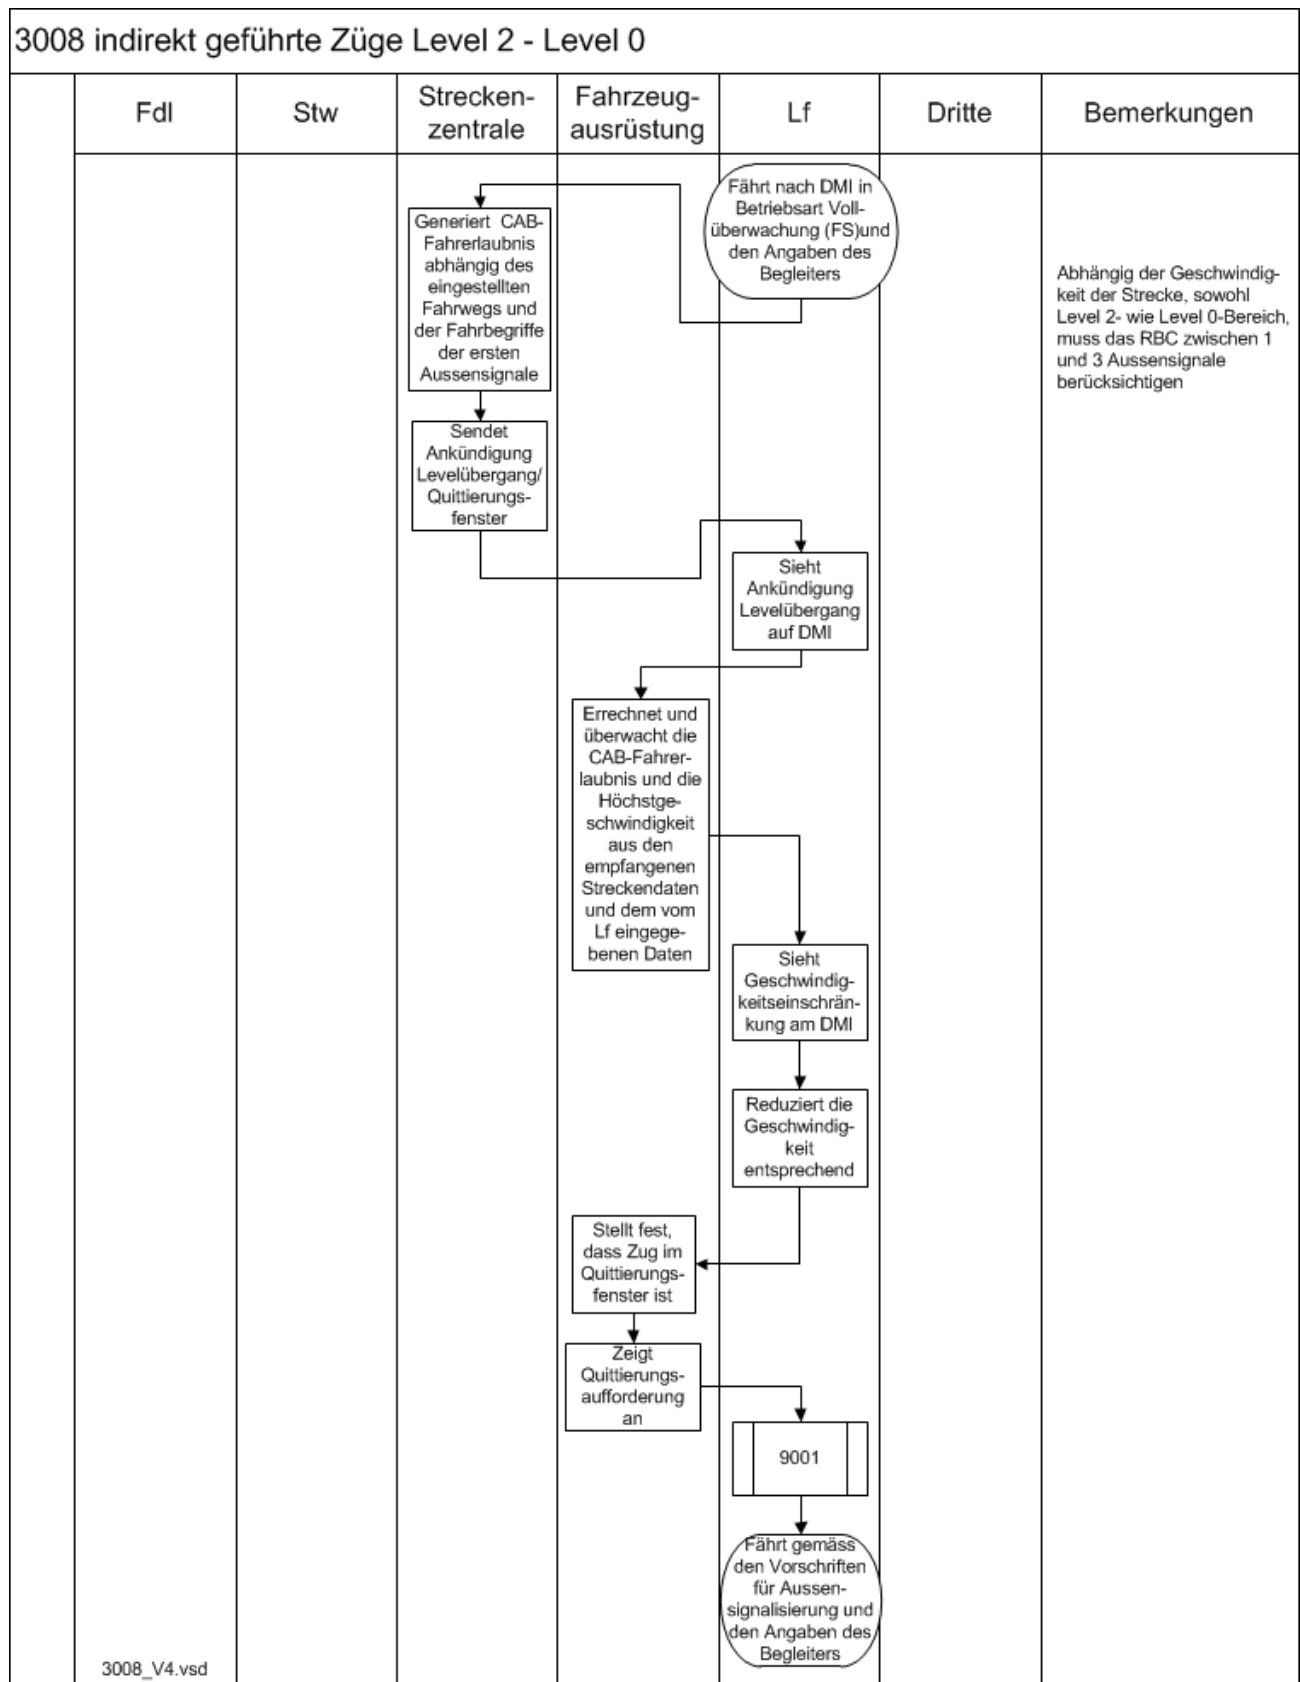 3008 indirekt geführte Züge Level 2 - Level 0
Fdl
Stw
Strecken-
zentrale
Fahrzeug-
ausrüstung
Lf
Dritte
Bemerkungen
Fährt nach DMI in
Betriebsart Voll-
überwachung (FS)und
den Angaben des
Begleiters
Generiert CAB-
Fahrerlaubnis
abhängig des
eingestellten
Fahrwegs und
der Fahrbegriffe
der ersten
Aussensignale
Abhängig der Geschwindig-
keit der Strecke, sowohl
Level 2- wie Level 0-Bereich,
muss das RBC zwischen 1
und 3 Aussensignale
berücksichtigen
Sendet
Ankündigung
Levelübergang/
Quittierungs-
fenster
Sieht
Ankündigung
Levelübergang
auf DMI
Errechnet und
überwacht die
CAB-Fahrer-
laubnis und die
Höchstge-
schwindigkeit
aus den
empfangenen
Streckendaten
und dem vom
Lf eingege-
benen Daten
Sieht
Geschwindig-
keitseinschrän-
kung am DMI
Reduziert die
Geschwindig-
keit
entsprechend
Stellt fest,
dass Zug im
Quittierungs-
fenster ist
Zeigt
Quittierungs-
aufforderung
an
9001
Fährt gemäss
den Vorschriften
für Aussen-
signalisierung und
den Angaben des
Begleiters
3008_V4.vsd